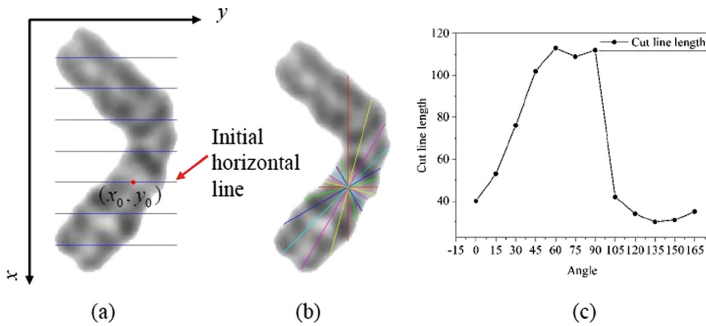 y
x
Initial
horizontal
line
(x₀, y₀)
(a)
(b)
Cut line length
120
100
80
60
40
Cut line length
-15 0 15 30 45 60 75 90 105 120 135 150 165
Angle
(c)